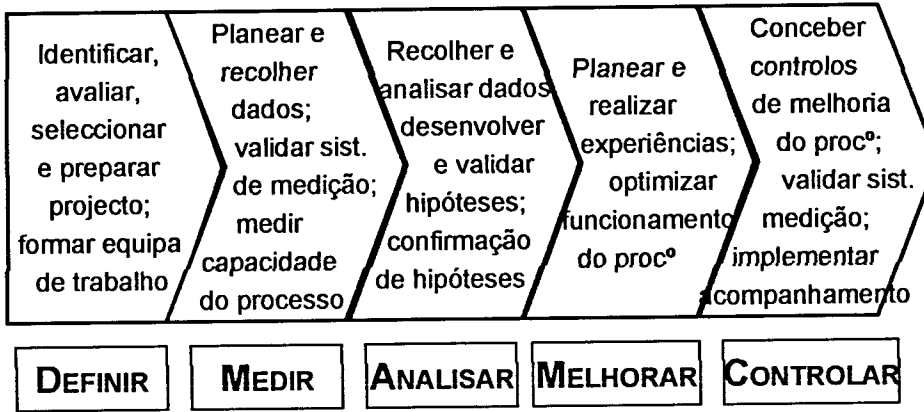 Identificar,
avaliar,
seleccionar
e preparar
projecto;
formar equipa
de trabalho
Planear e
recolher
dados;
validar sist.
de medição;
medir
capacidade
do processo
Recolher e
analisar dados
desenvolver
e validar
hipóteses;
confirmação
de hipóteses
Planear e
realizar
experiências;
optimizar
funcionamento
do procº
Conceber
controlos
de melhoria
do procº;
validar sist.
medição;
implementar
acompanhamento
DEFINIR
MEDIR
ANALISAR
MELHORAR
CONTROLAR